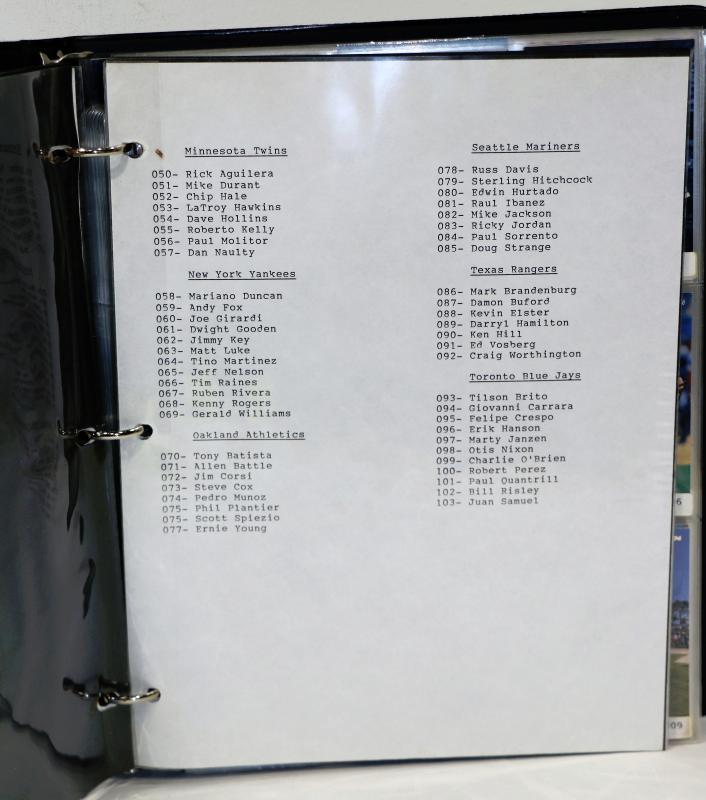 Minnesota Twins
050- Rick Aguilera
051- Mike Durant
052- Chip Hale
053- LaTroy Hawkins
054- Dave Hollins
055- Roberto Kelly
056- Paul Molitor
057- Dan Naulty
New York Yankees
058- Mariano Duncan
059- Andy Fox
060- Joe Girardi
061- Dwight Gooden
062- Jimmy Key
063- Matt Luke
064- Tino Martinez
065- Jeff Nelson
066- Tim Raines
067- Ruben Rivera
068- Kenny Rogers
069- Gerald Williams
Oakland Athletics
070- Tony Batista
071- Allen Battle
072- Jim Corsi
073- Steve Cox
074- Pedro Munoz
075- Phil Plantier
075- Scott Spiezio
077- Ernie Young
Seattle Mariners
078- Russ Davis
079- Sterling Hitchcock
080- Edwin Hurtado
081- Raul Ibanez
082- Mike Jackson
083- Ricky Jordan
084- Paul Sorrento
085- Doug Strange
Texas Rangers
086- Mark Brandenburg
087- Damon Buford
088- Kevin Elster
089- Darryl Hamilton
090- Ken Hill
091- Ed Vosberg
092- Craig Worthington
Toronto Blue Jays
093- Tilson Brito
094- Giovanni Carrara
095- Felipe Crespo
096- Erik Hanson
097- Marty Janzen
098- Otis Nixon
099- Charlie O'Brien
100- Robert Perez
101- Paul Quantrill
102- Bill Risley
103- Juan Samuel